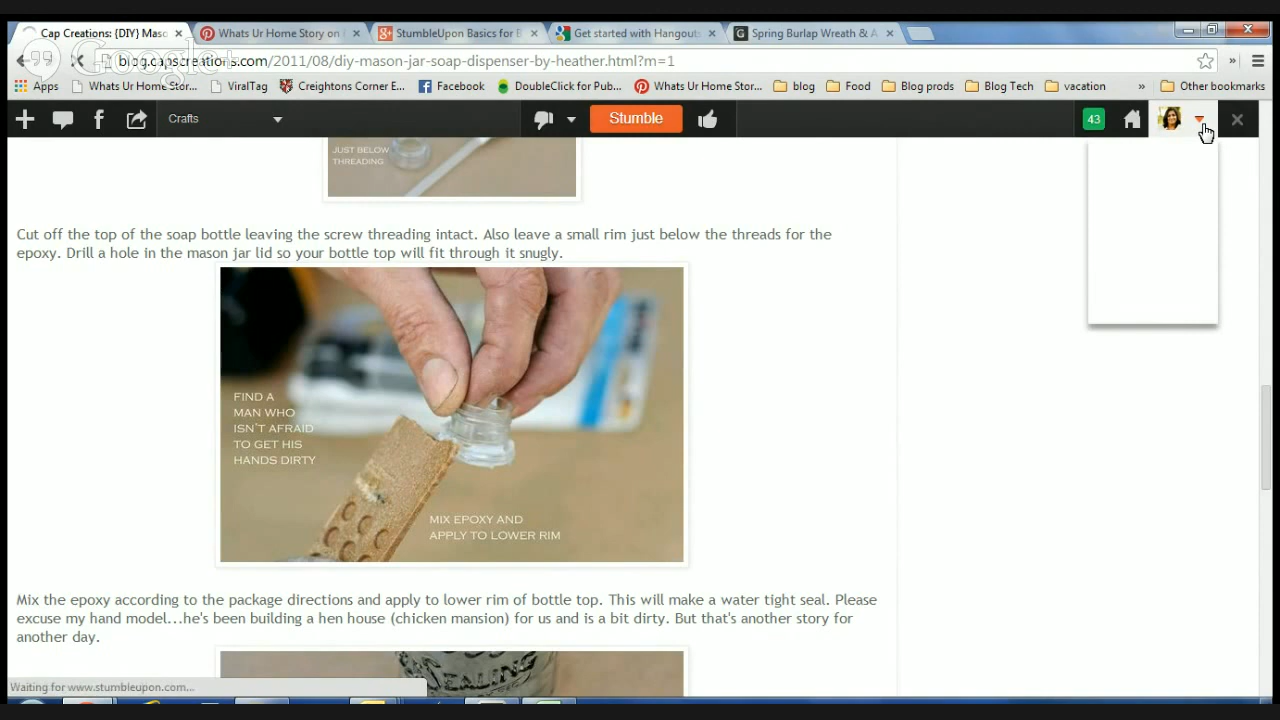 Cap Creations: {DIY} Maso
Whats Ur Home Story on
StumbleUpon Basics for B
Get started with Hangouts
Spring Burlap Wreath & A
Google+
blog.capscreations.com/2011/08/diy-mason-jar-soap-dispenser-by-heather.html?m=1
Apps
Whats Ur Home Stor...
ViralTag
Creightons Corner E...
Facebook
DoubleClick for Pub...
Whats Ur Home Stor...
blog
Food
Blog prods
Blog Tech
vacation
»
Other bookmarks
Crafts
Stumble
43
JUST BELOW
THREADING
Cut off the top of the soap bottle leaving the screw threading intact. Also leave a small rim just below the threads for the
epoxy. Drill a hole in the mason jar lid so your bottle top will fit through it snugly.
FIND A
MAN WHO
ISN'T AFRAID
TO GET HIS
HANDS DIRTY
MIX EPOXY AND
APPLY TO LOWER RIM
Mix the epoxy according to the package directions and apply to lower rim of bottle top. This will make a water tight seal. Please
excuse my hand model...he's been building a hen house (chicken mansion) for us and is a bit dirty. But that's another story for
another day.
EALING
Waiting for www.stumbleupon.com...